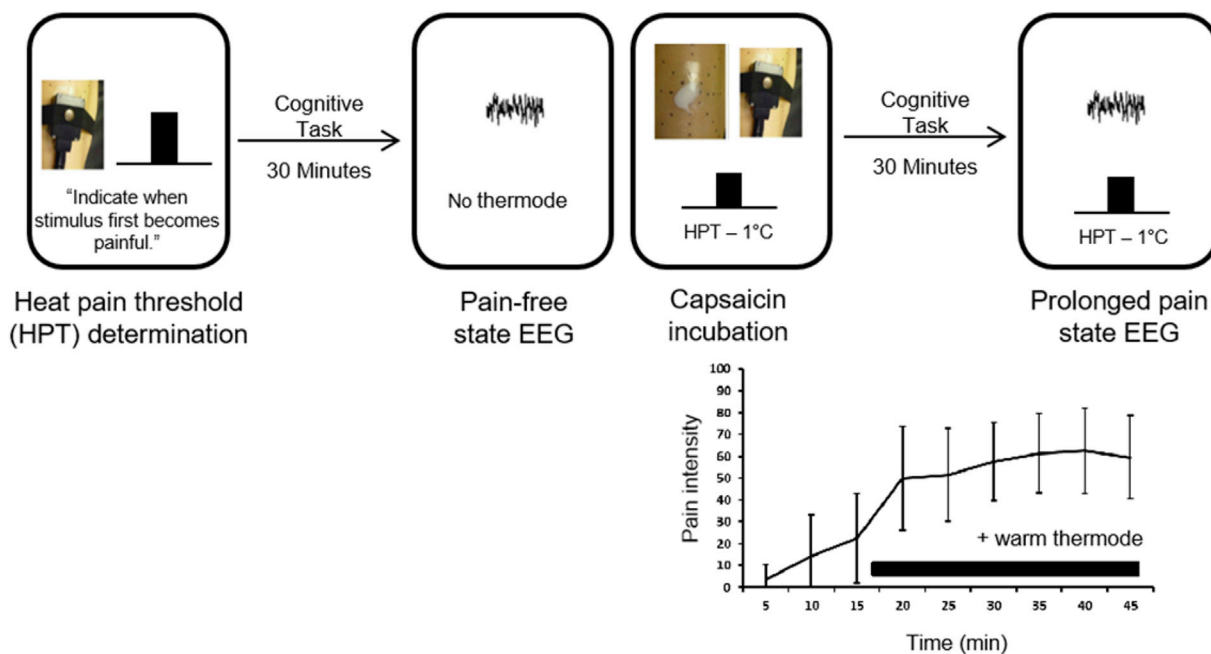 “Indicate when
stimulus first becomes
painful.”
Heat pain threshold
(HPT) determination
Cognitive
Task
30 Minutes
No thermode
Pain-free
state EEG
HPT – 1°C
Capsaicin
incubation
Cognitive
Task
30 Minutes
HPT – 1°C
Prolonged pain
state EEG
Pain intensity
100
90
80
70
60
50
40
30
20
10
0
+ warm thermode
5 10 15 20 25 30 35 40 45
Time (min)